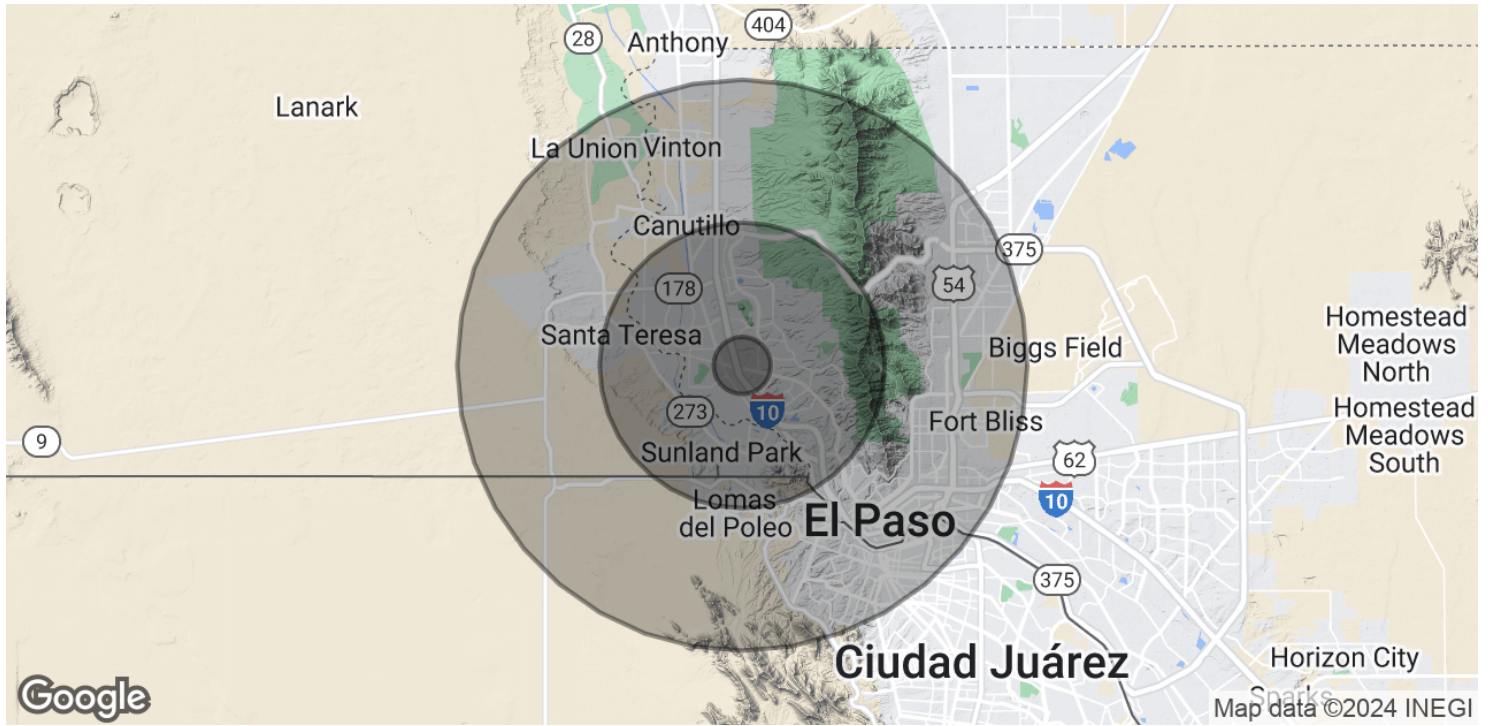 404
28
Anthony
Lanark
La Union
Vinton
Canutillo
375
54
178
Santa Teresa
Homestead
Meadows
North
Biggs Field
273
10
Homestead
Meadows
South
Fort Bliss
9
Sunland Park
62
10
Lomas
del Poleo
El Paso
375
Ciudad Juárez
Horizon City
Sparks
Google
Map data ©2024 INEGI